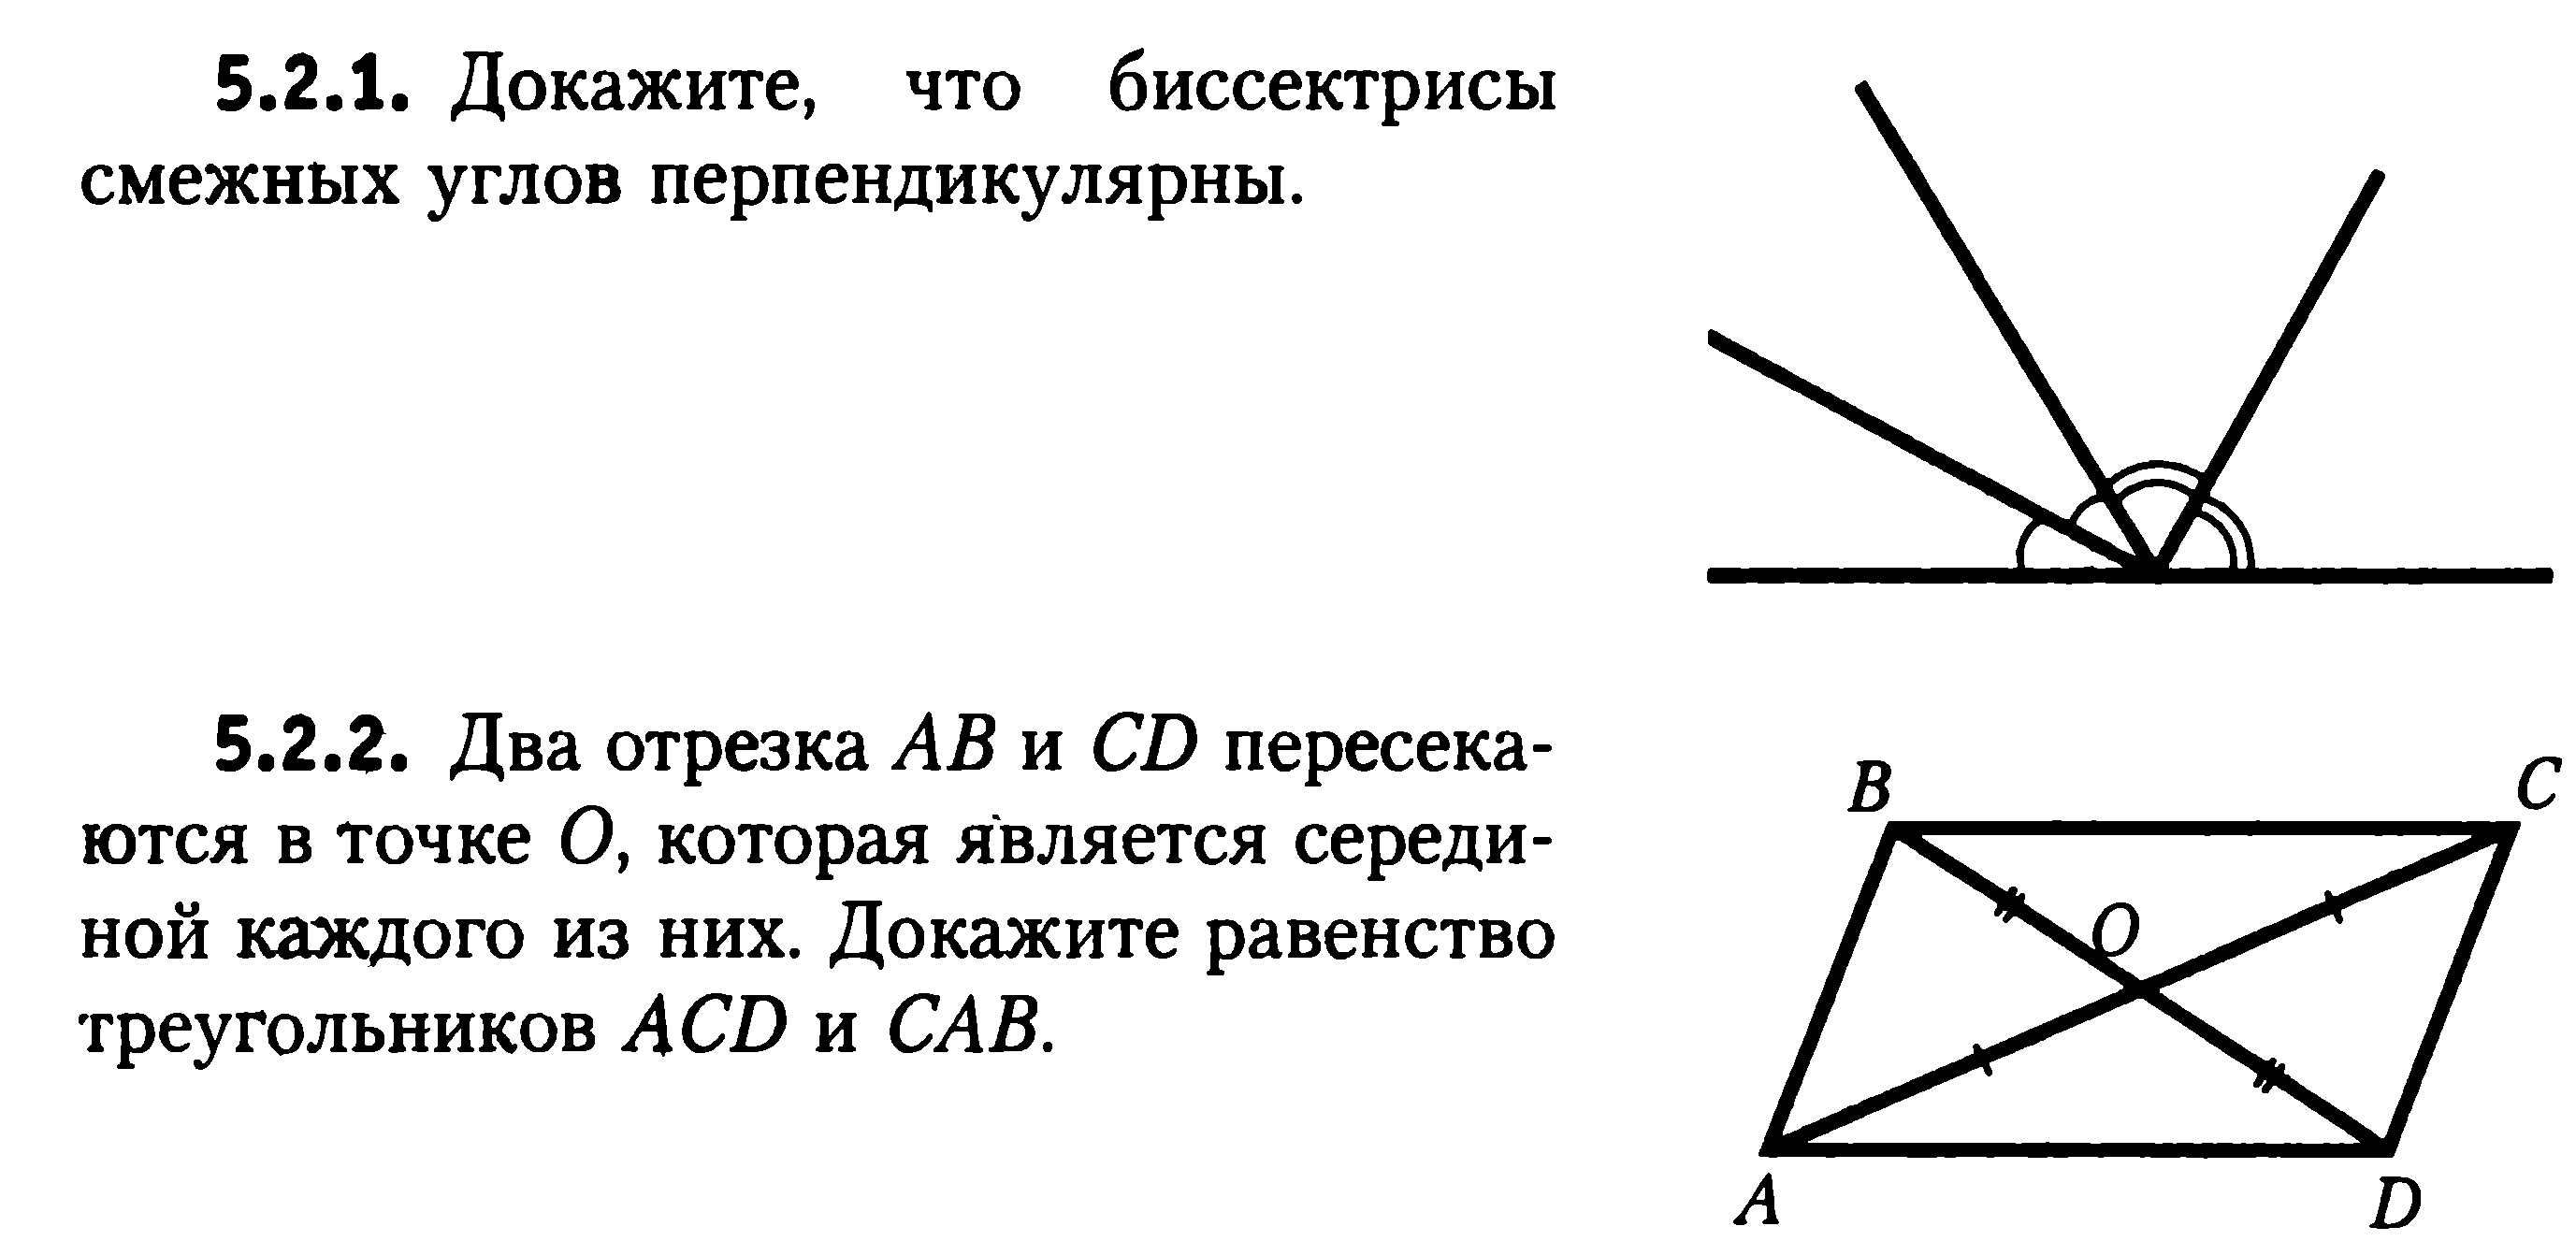 5.2.1. Докажите, что биссектрисы
смежных углов перпендикулярны.
5.2.2. Два отрезка AB и CD пересека-
ются в точке O, которая является середи-
ной каждого из них. Докажите равенство
треугольников ACD и CAB.
B
C
O
A
D